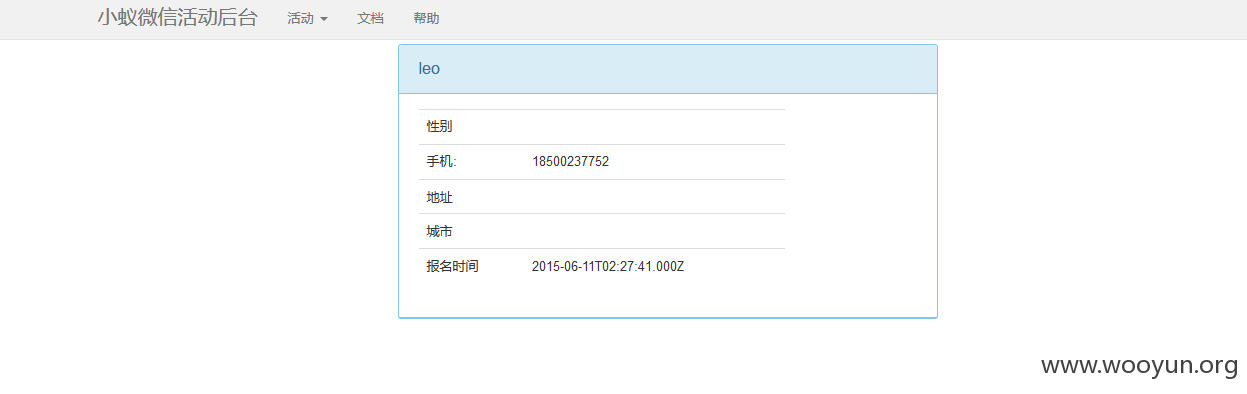 小蚁微信活动后台 活动 文档 帮助
leo
性别
手机: 18500237752
地址
城市
报名时间 2015-06-11T02:27:41.000Z
www.wooyun.org